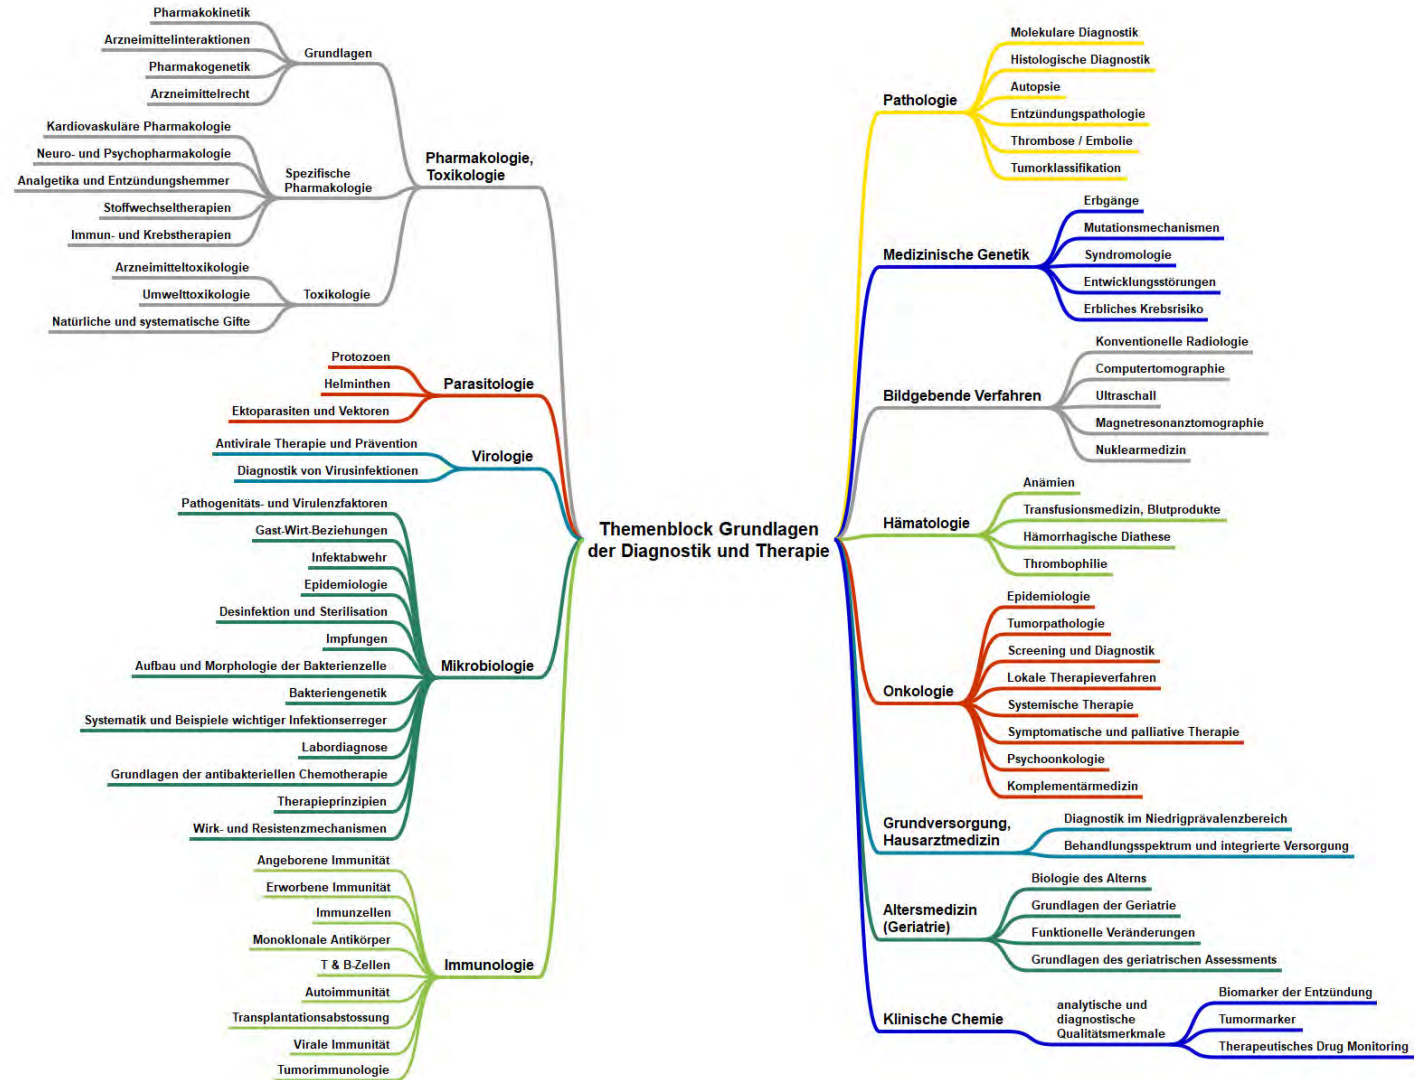 Pharmakokinetik
Arzneimittelinteraktionen
Pharmakogenetik
Arzneimittelrecht
Grundlagen
Kardiovaskuläre Pharmakologie
Neuro- und Psychopharmakologie
Analgetika und Entzündungshemmer
Stoffwechseltherapien
Immun- und Krebstherapien
Spezifische
Pharmakologie
Arzneimitteltoxikologie
Umwelttoxikologie
Natürliche und systematische Gifte
Toxikologie
Pharmakologie,
Toxikologie
Protozoen
Helminthen
Ektoparasiten und Vektoren
Parasitologie
Antivirale Therapie und Prävention
Diagnostik von Virusinfektionen
Virologie
Pathogenitäts- und Virulenzfaktoren
Gast-Wirt-Beziehungen
Infektabwehr
Epidemiologie
Desinfektion und Sterilisation
Impfungen
Aufbau und Morphologie der Bakterienzelle
Bakteriengenetik
Systematik und Beispiele wichtiger Infektionserreger
Labordiagnose
Grundlagen der antibakteriellen Chemotherapie
Therapieprinzipien
Wirk- und Resistenzmechanismen
Mikrobiologie
Angeborene Immunität
Erworbene Immunität
Immunzellen
Monoklonale Antikörper
T & B-Zellen
Autoimmunität
Transplantationsabstossung
Virale Immunität
Tumorimmunologie
Immunologie
Themenblock Grundlagen
der Diagnostik und Therapie
Pathologie
Molekulare Diagnostik
Histologische Diagnostik
Autopsie
Entzündungspathologie
Thrombose / Embolie
Tumorklassifikation
Medizinische Genetik
Erbgänge
Mutationsmechanismen
Syndromologie
Entwicklungsstörungen
Erbliches Krebsrisiko
Bildgebende Verfahren
Konventionelle Radiologie
Computertomographie
Ultraschall
Magnetresonanztomographie
Nuklearmedizin
Hämatologie
Anämien
Transfusionsmedizin, Blutprodukte
Hämorrhagische Diathese
Thrombophilie
Onkologie
Epidemiologie
Tumorpathologie
Screening und Diagnostik
Lokale Therapieverfahren
Systemische Therapie
Symptomatische und palliative Therapie
Psychoonkologie
Komplementärmedizin
Grundversorgung,
Hausarztmedizin
Diagnostik im Niedrigprävalenzbereich
Behandlungsspektrum und integrierte Versorgung
Altersmedizin
(Geriatrie)
Biologie des Alterns
Grundlagen der Geriatrie
Funktionelle Veränderungen
Grundlagen des geriatrischen Assessments
Klinische Chemie
analytische und
diagnostische
Qualitätsmerkmale
Biomarker der Entzündung
Tumormarker
Therapeutisches Drug Monitoring